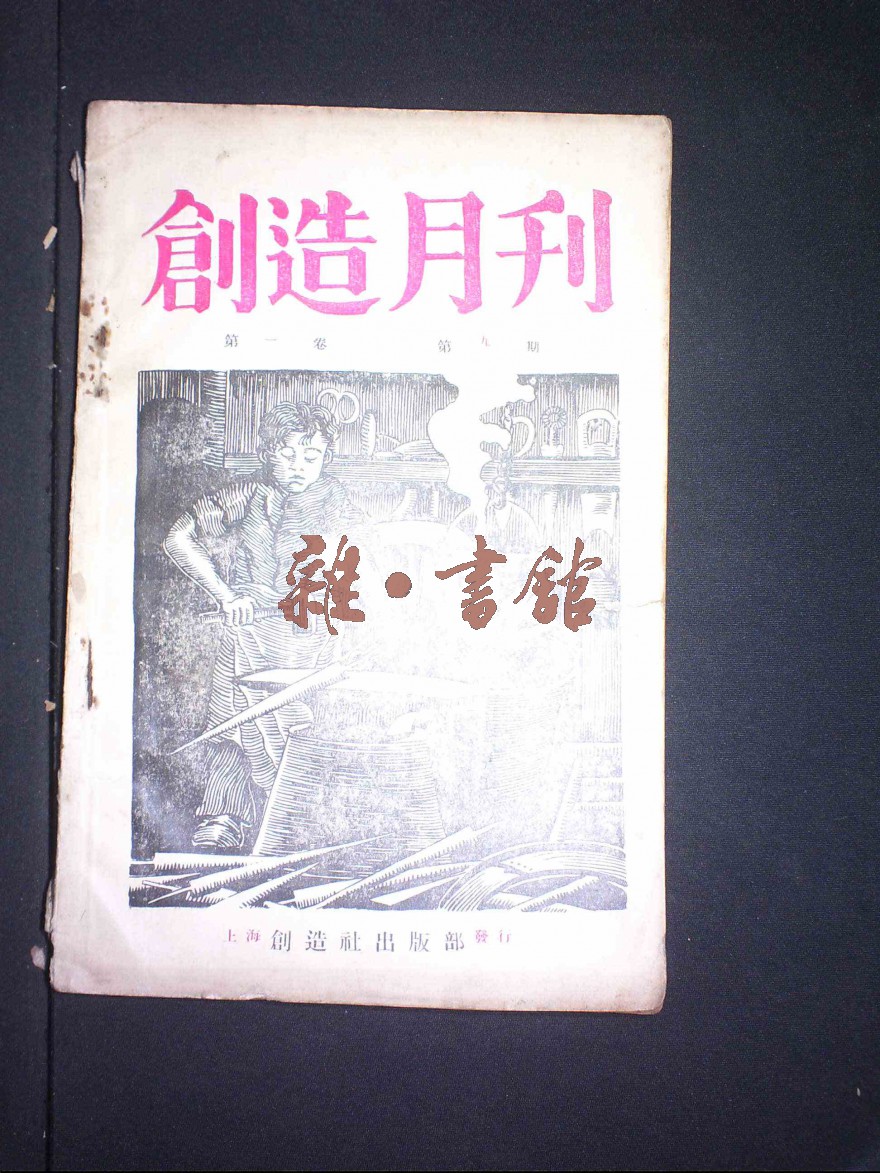 創造月刊
第一卷 第九期
雜·書館
上海 創造社出版部 發行